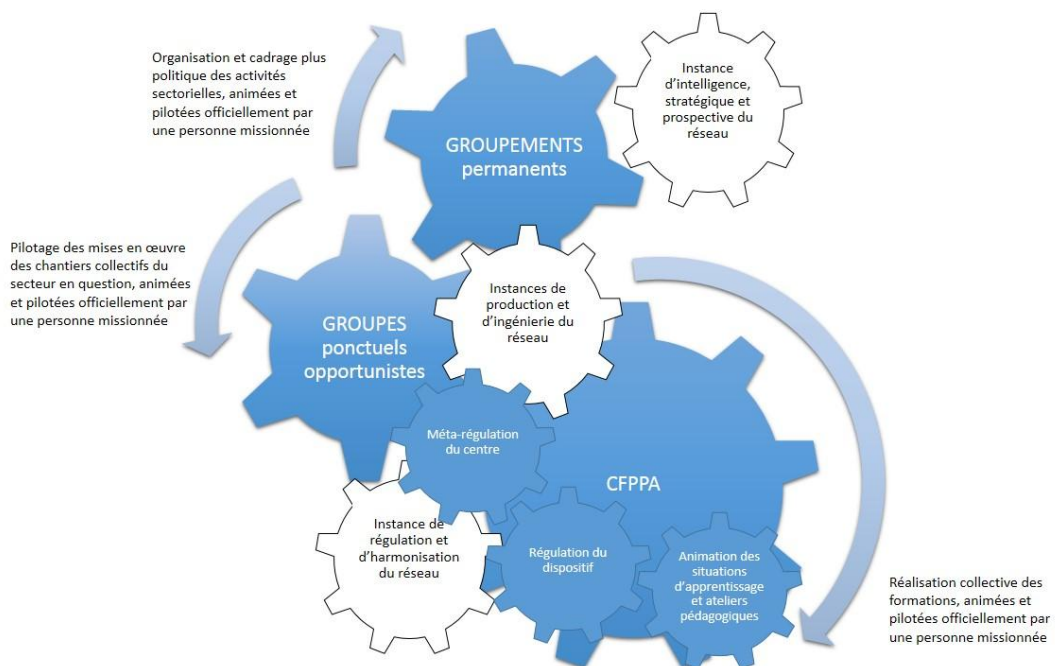 Organisation et cadrage plus
politique des activités
sectorielles, animées et
pilotées officiellement par
une personne missionnée
Instance
d'intelligence,
stratégique et
prospective du
réseau
GROUPEMENTS
permanents
Pilotage des mises en œuvre
des chantiers collectifs du
secteur en question, animées
et pilotées officiellement par
une personne missionnée
Instances de
production et
d'ingénierie du
réseau
GROUPES
ponctuels
opportunistes
Méta-régulation
du centre
CFPPA
Instance de
régulation et
d'harmonisation
du réseau
Régulation du
dispositif
Animation des
situations
d'apprentissage
et ateliers
pédagogiques
Réalisation collective des
formations, animées et
pilotées officiellement par
une personne missionnée